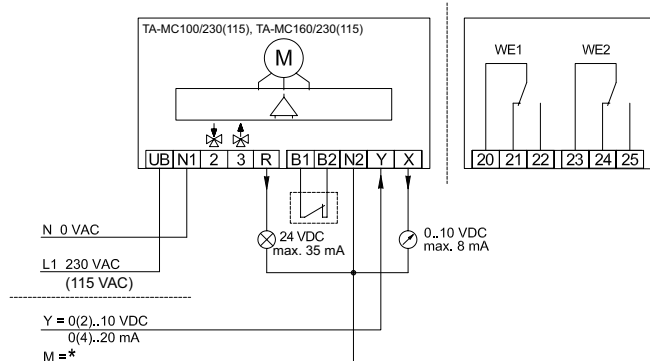 TA-MC100/230(115), TA-MC160/230(115)
M
UB N1 2 3 R B1 B2 N2 Y X
WE1 WE2
20 21 22 23 24 25
N 0 VAC
24 VDC
max. 35 mA
0..10 VDC
max. 8 mA
L1 230 VAC
(115 VAC)
Y = 0(2)..10 VDC
0(4)..20 mA
M =*